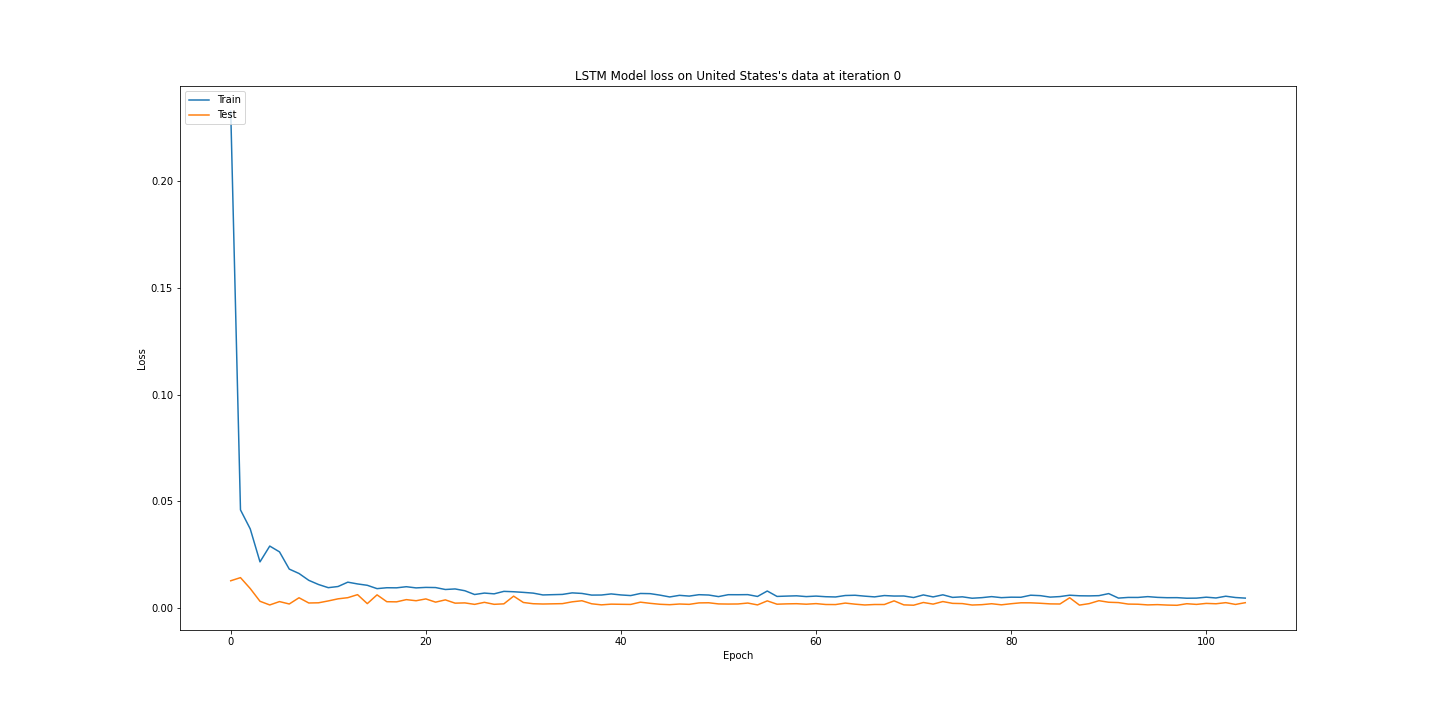 LSTM Model loss on United States's data at iteration 0
Train
Test
0.20
0.15
0.10
0.05
0.00
Loss
0 20 40 60 80 100
Epoch